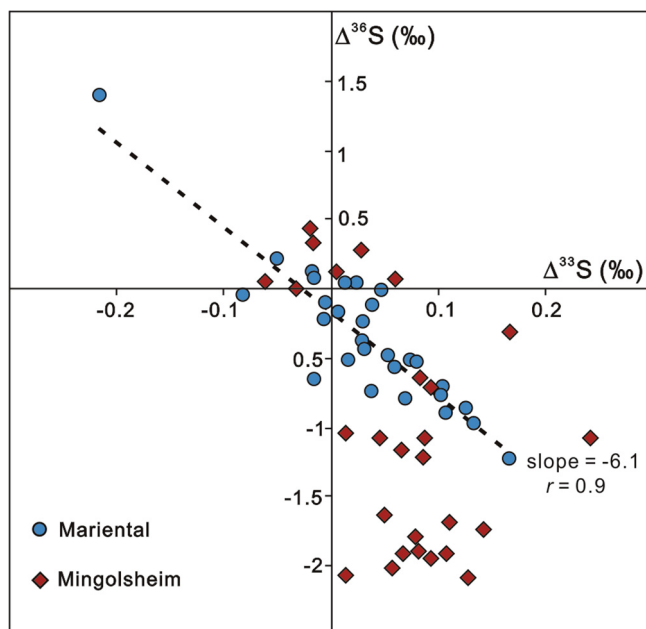 Δ³⁶S (‰)
1.5
1
0.5
Δ³³S (‰)
-0.2
-0.1
0.1
0.2
0.5
-1
slope = -6.1
r = 0.9
-1.5
Mariental
-2
Mingolsheim